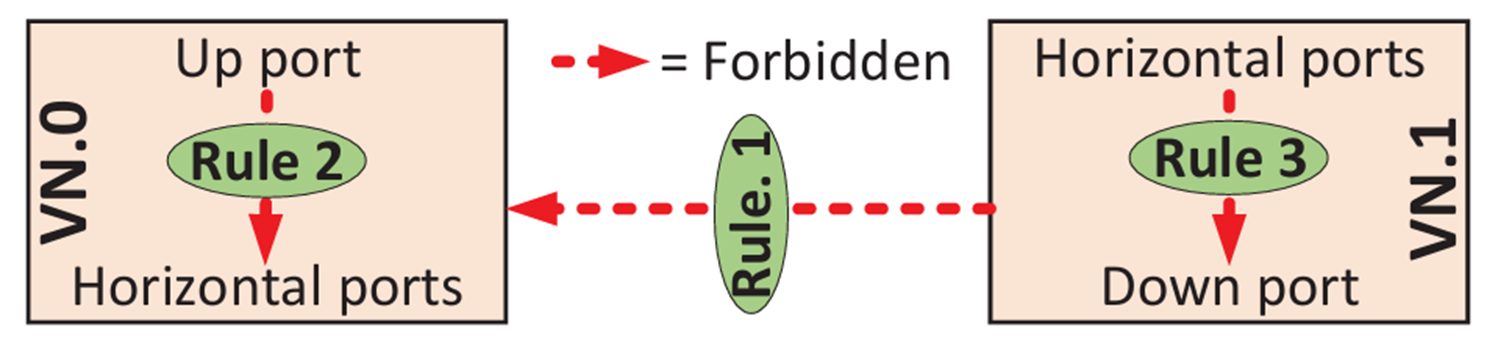 VN.0
Up port
Rule 2
Horizontal ports
= Forbidden
Rule. 1
Horizontal ports
Rule 3
Down port
VN.1